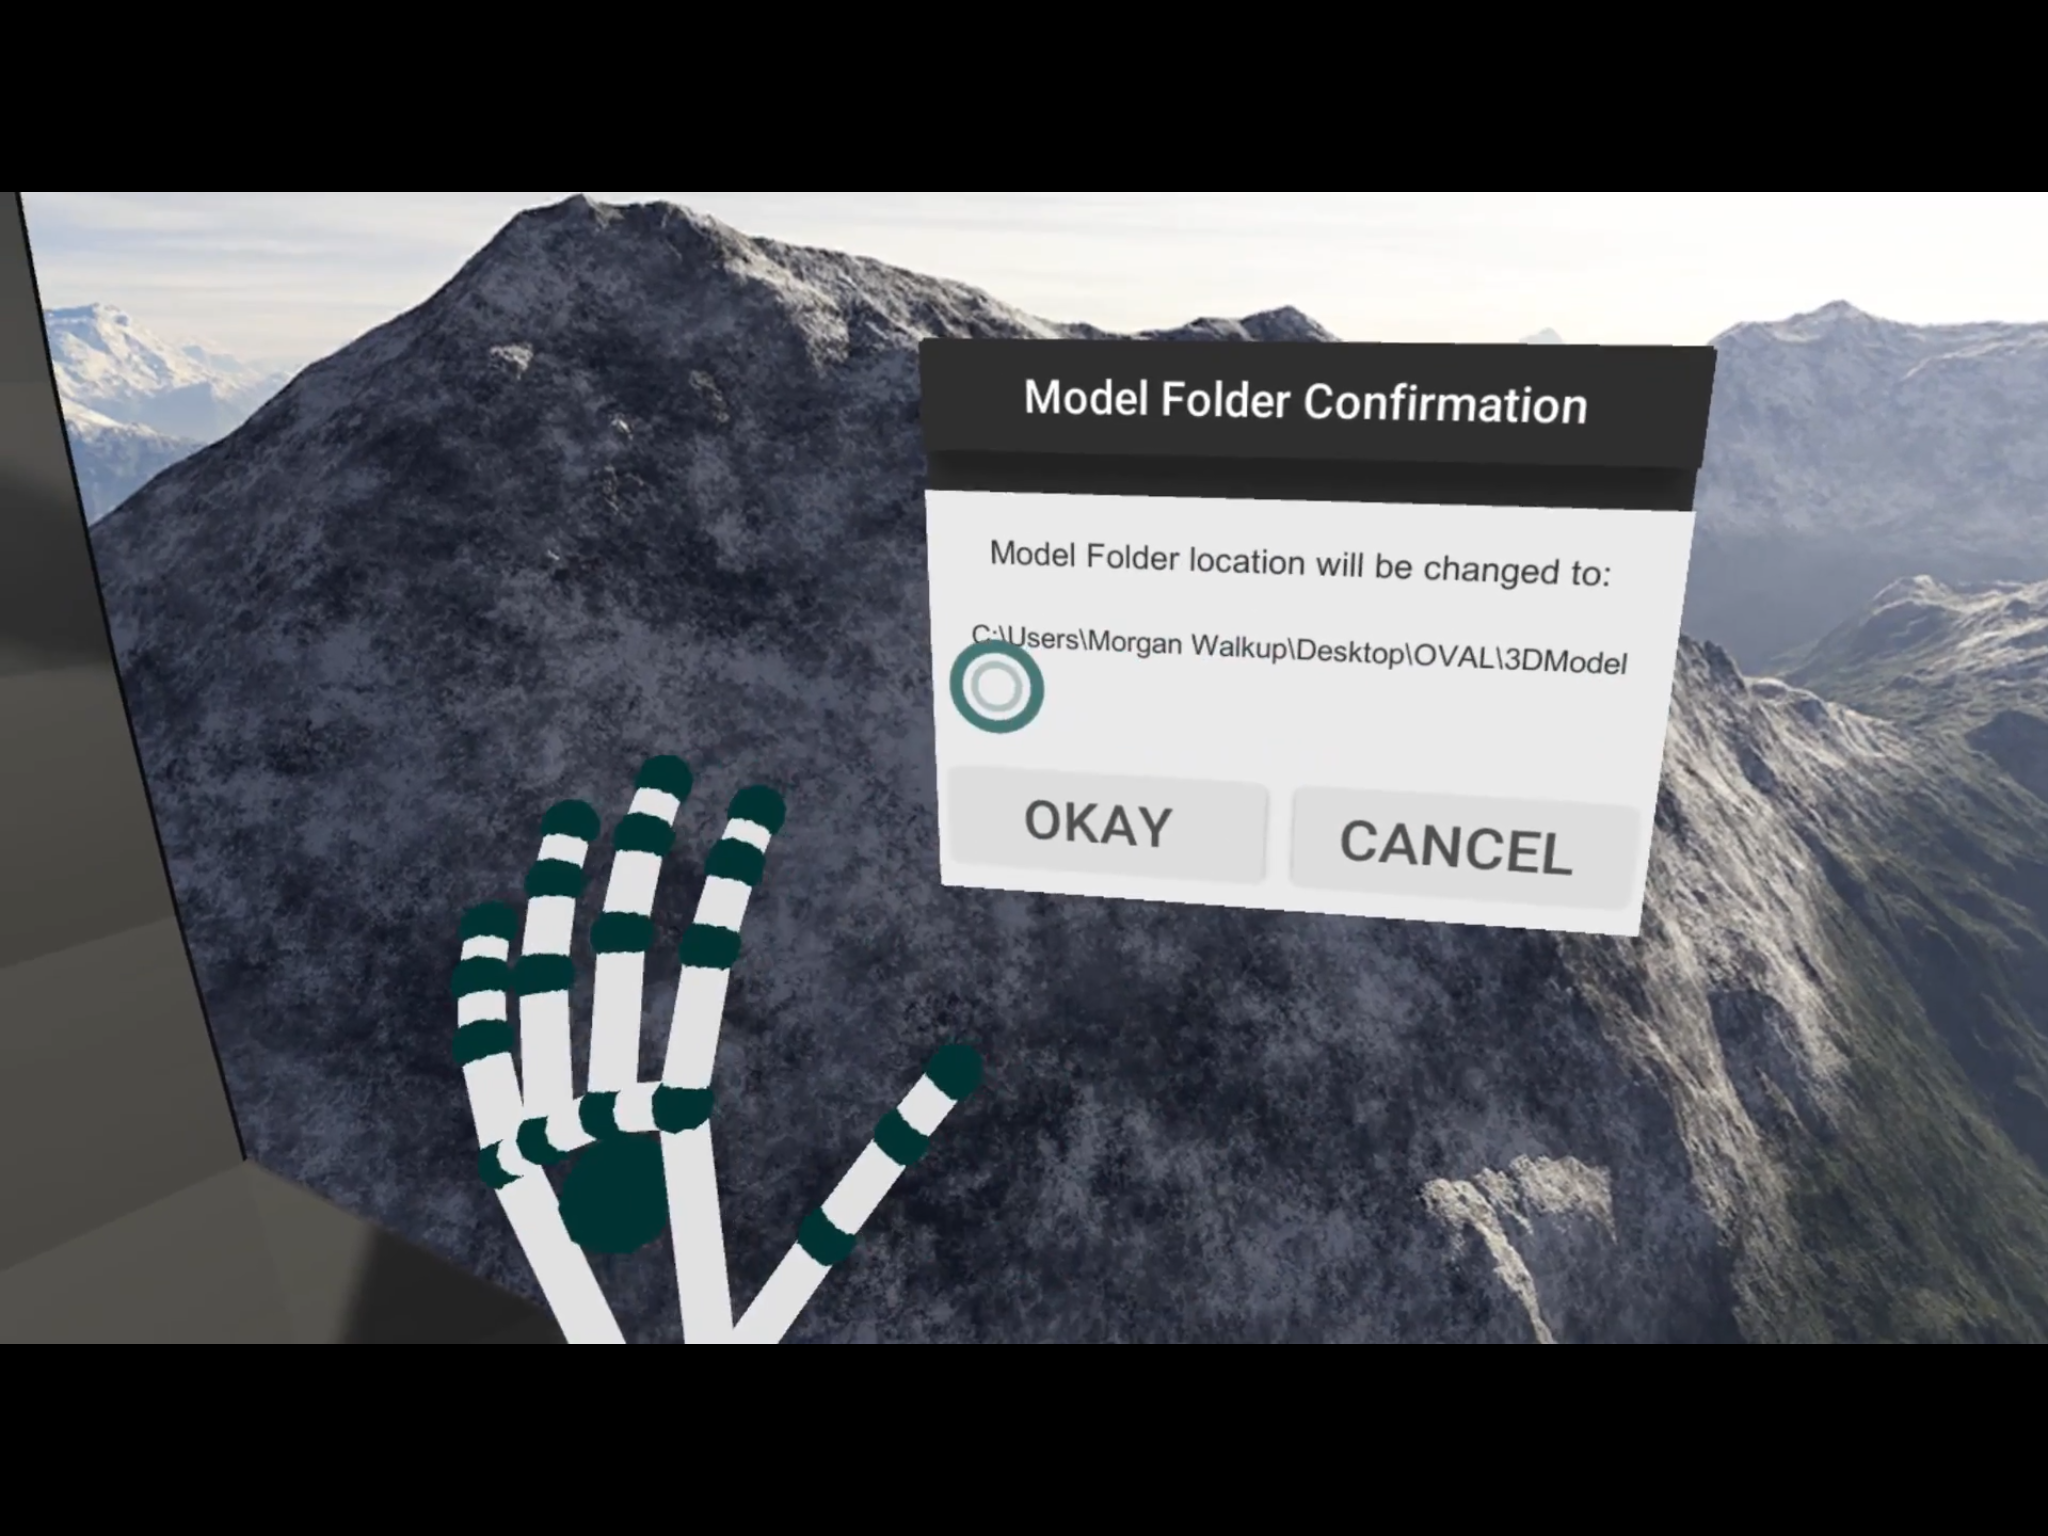 Model Folder Confirmation
Model Folder location will be changed to:
C:\Users\Morgan Walkup\Desktop\OVAL\3DModel
OKAY
CANCEL